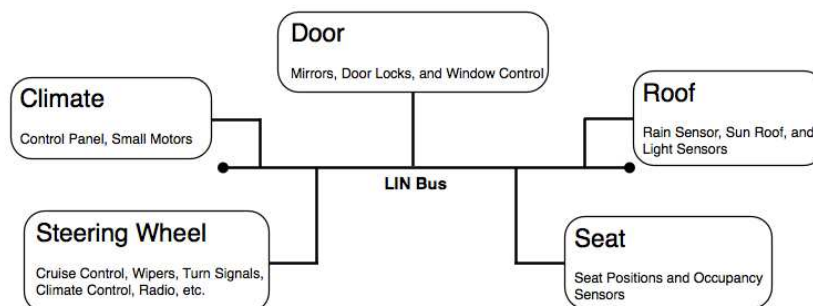 Door
Mirrors, Door Locks, and Window Control
Climate
Control Panel, Small Motors
Roof
Rain Sensor, Sun Roof, and
Light Sensors
LIN Bus
Steering Wheel
Cruise Control, Wipers, Turn Signals,
Climate Control, Radio, etc.
Seat
Seat Positions and Occupancy
Sensors